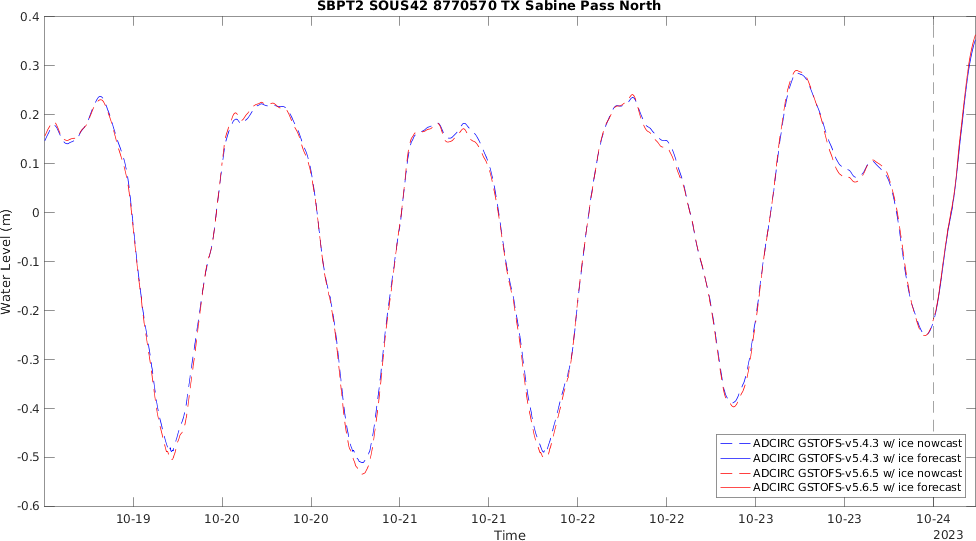 SBPT2 SOUS42 8770570 TX Sabine Pass North
0.4
0.3
0.2
0.1
0
-0.1
-0.2
-0.3
-0.4
-0.5
-0.6
Water Level (m)
10-19 10-20 10-20 10-21 10-21 10-22 10-22 10-23 10-23 10-24
Time
2023
ADCIRC GSTOFS-v5.4.3 w/ ice nowcast
ADCIRC GSTOFS-v5.4.3 w/ ice forecast
ADCIRC GSTOFS-v5.6.5 w/ ice nowcast
ADCIRC GSTOFS-v5.6.5 w/ ice forecast